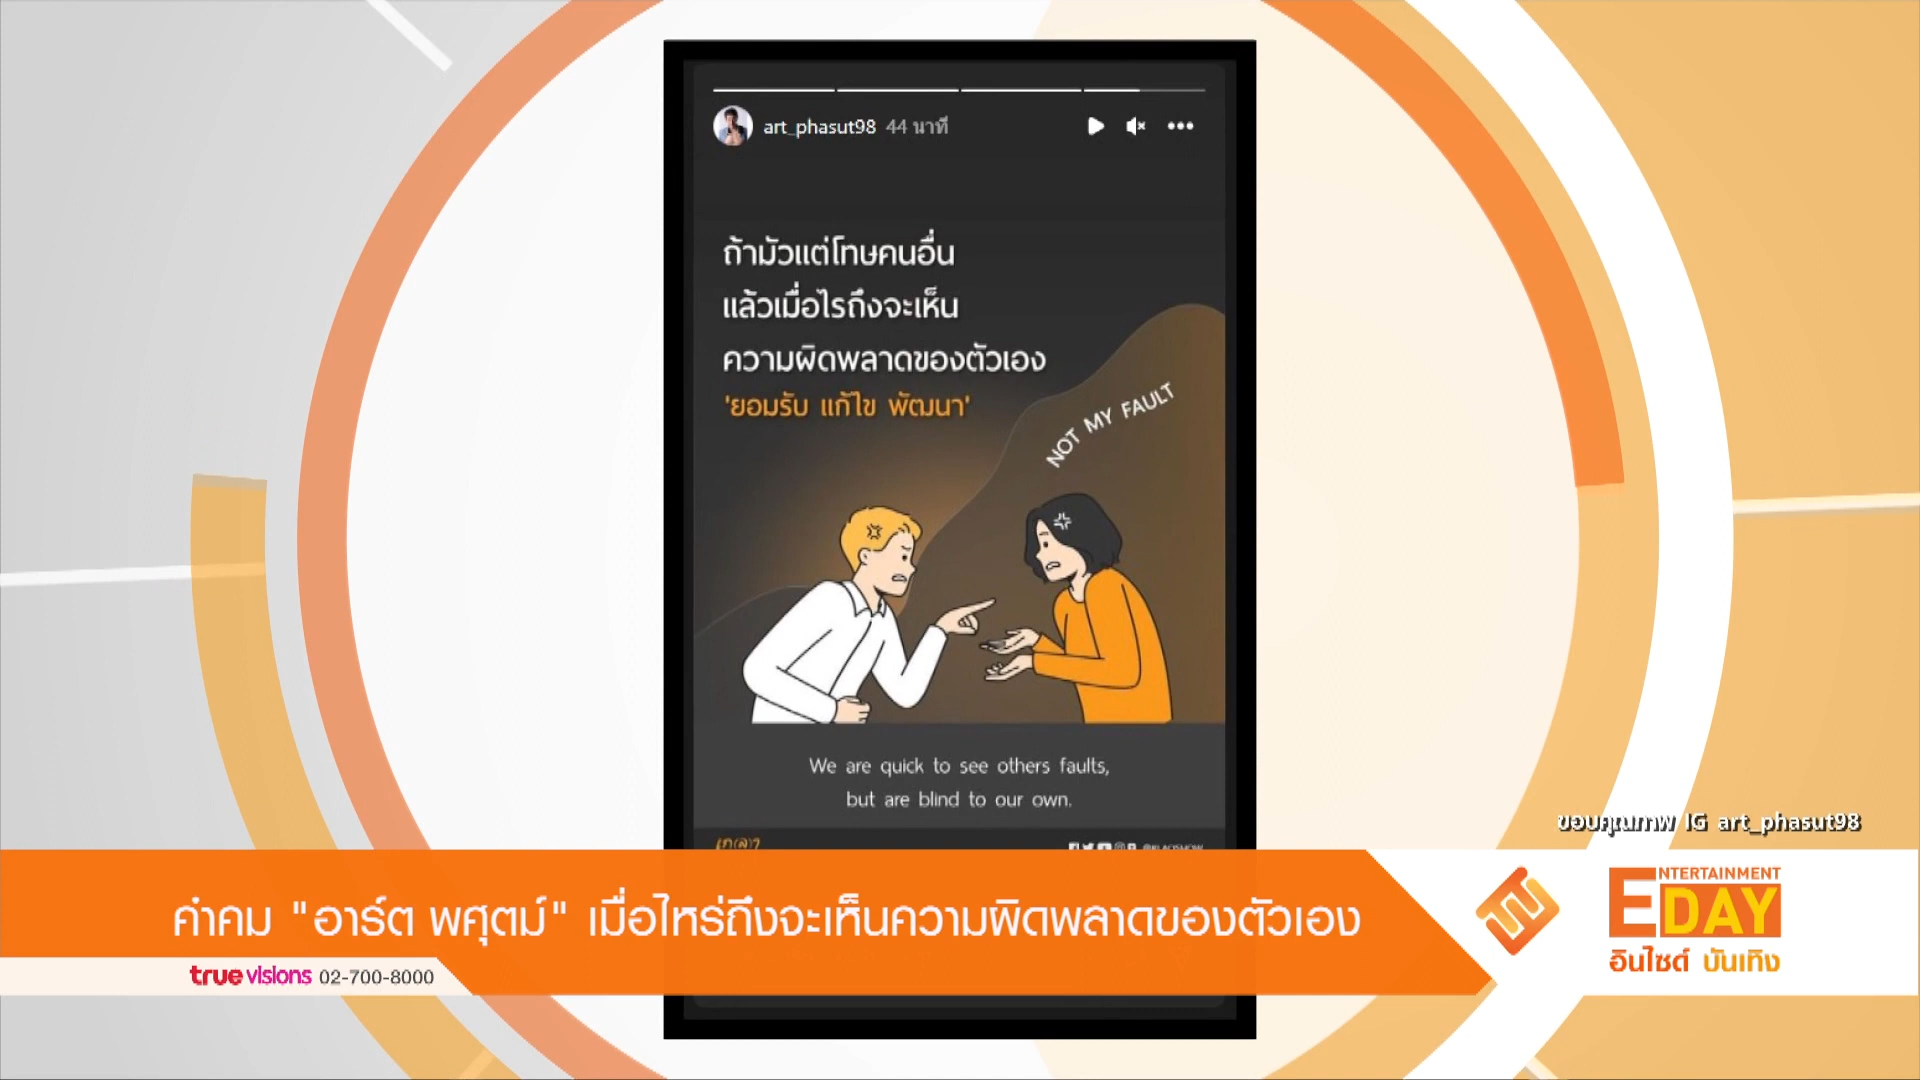 art_phasut98 44 นาที
ถ้ามัวแต่โทษคนอื่น
แล้วเมื่อไรถึงจะเห็น
ความผิดพลาดของตัวเอง
'ยอมรับ แก้ไข พัฒนา'
NOT MY FAULT
We are quick to see others faults,
but are blind to our own.
ขอบคุณภาพ IG art_phasut98
คำคม "อาร์ต พศุตม์" เมื่อไหร่ถึงจะเห็นความผิดพลาดของตัวเอง
truevisions 02-700-8000
ENTERTAINMENT
DAY
อินไซด์ บันเทิง